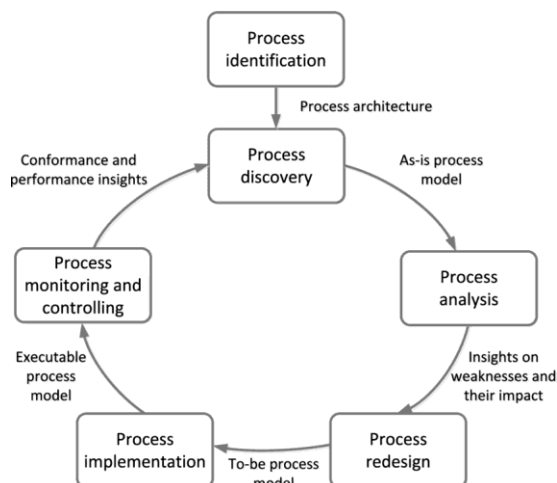 Process
identification
Process architecture
Process
discovery
As-is process
model
Process
analysis
Insights on
weaknesses and
their impact
Process
redesign
To-be process
model
Process
implementation
Executable
process
model
Process
monitoring and
controlling
Conformance and
performance insights